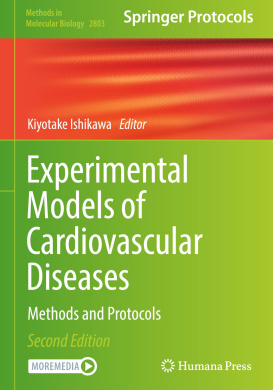 Methods in
Molecular Biology 2803
Springer Protocols
Kiyotake Ishikawa Editor
Experimental
Models of
Cardiovascular
Diseases
Methods and Protocols
Second Edition
MOREMEDIA
Humana Press